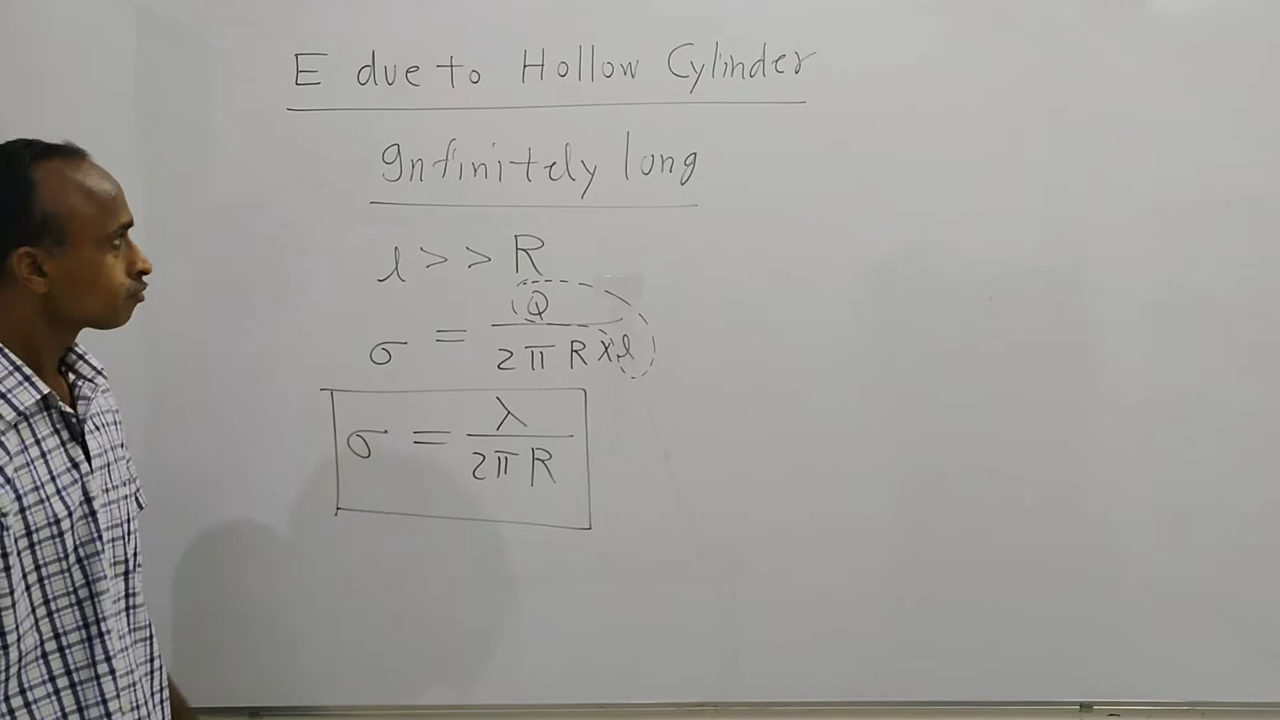 E due to Hollow Cylinder
Infinitely long
l >> R
σ = Q / 2π R × l
σ = λ / 2π R